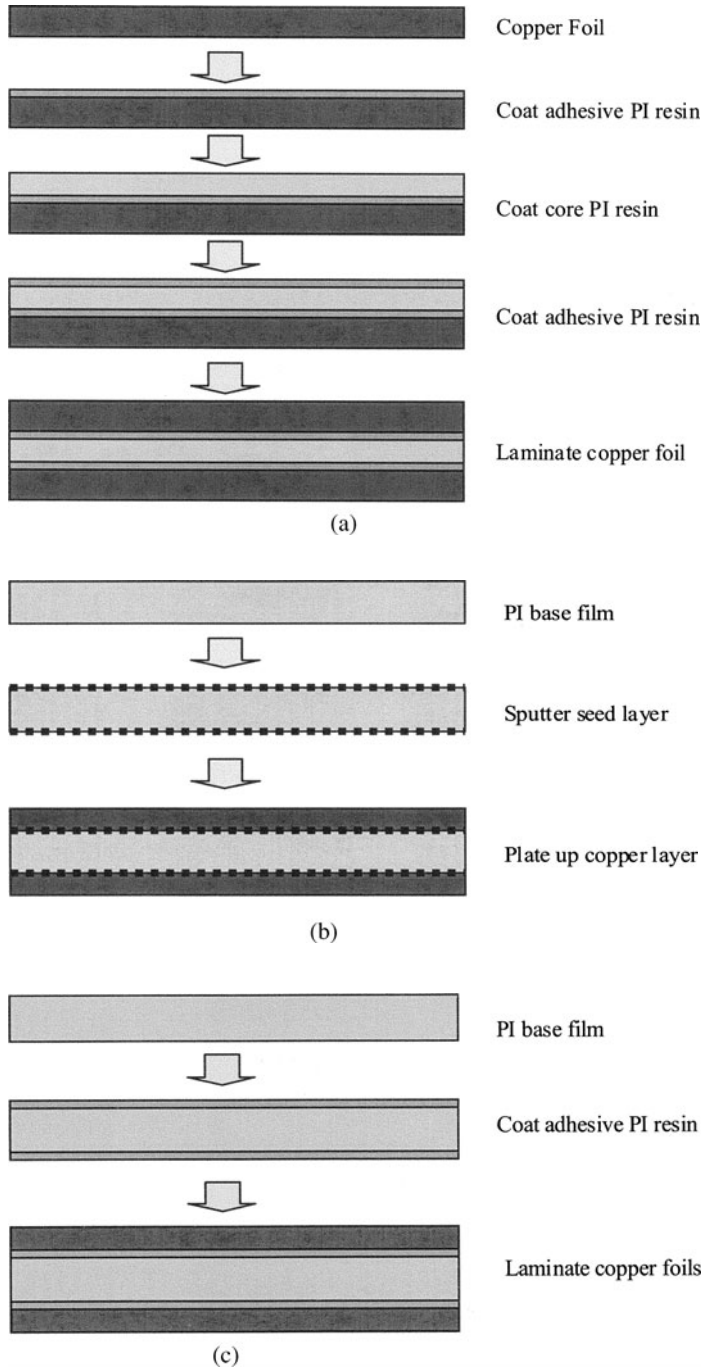 Copper Foil
Coat adhesive PI resin
Coat core PI resin
Coat adhesive PI resin
Laminate copper foil
(a)
PI base film
Sputter seed layer
Plate up copper layer
(b)
PI base film
Coat adhesive PI resin
Laminate copper foils
(c)